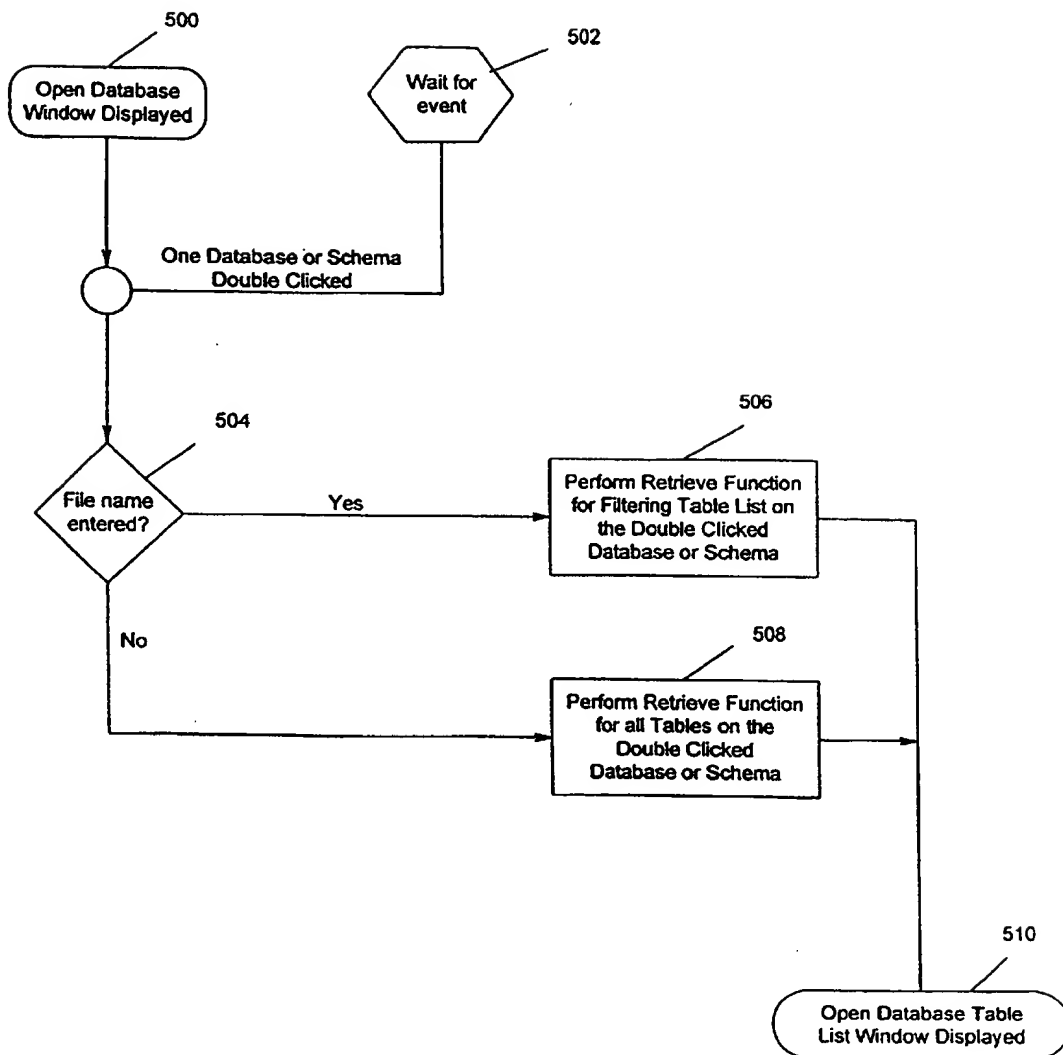 500
Open Database
Window Displayed
502
Wait for
event
One Database or Schema
Double Clicked
504
File name
entered?
Yes
No
506
Perform Retrieve Function
for Filtering Table List on
the Double Clicked
Database or Schema
508
Perform Retrieve Function
for all Tables on the
Double Clicked
Database or Schema
510
Open Database Table
List Window Displayed